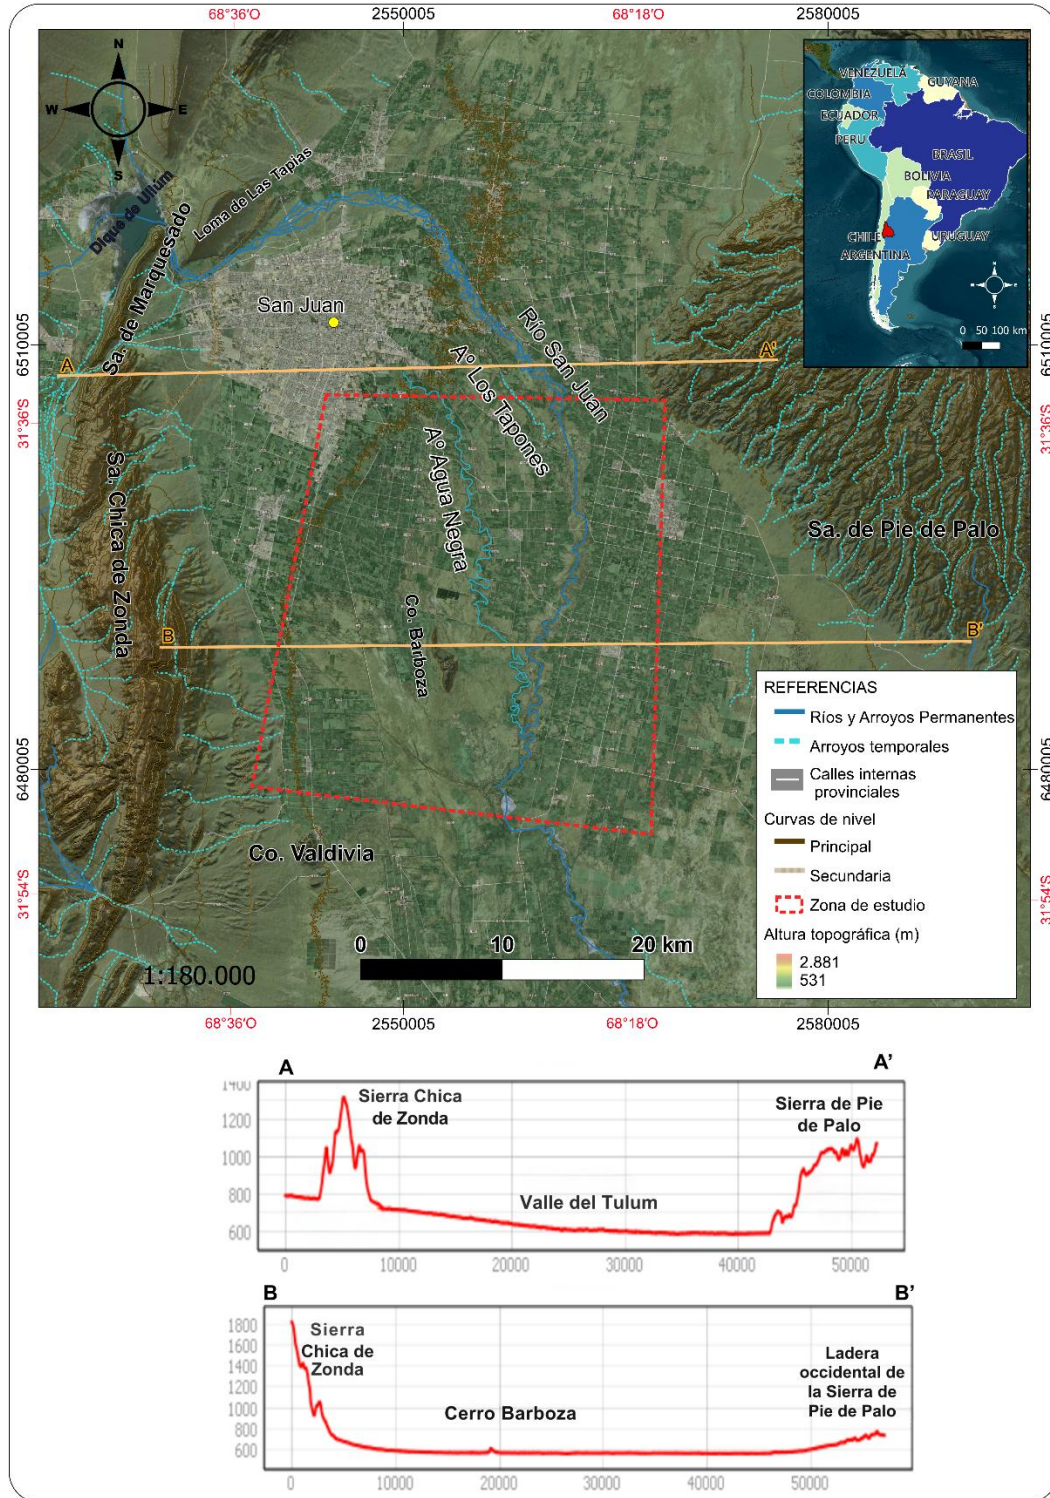 68°36'O
2550005
68°18'O
2580005
N
W
E
S
Dique de Ullum
Loma de Las Tapias
Sa. de Marquesado
San Juan
Río San Juan
Aº Los Tapones
Aº Agua Negra
Sa. Chica de Zonda
Sa. de Pie de Palo
Co. Barboza
Co. Valdivia
A
A'
B
B'
6510005
31°36'S
6480005
31°54'S
6510005
31°36'S
6480005
31°54'S
VENEZUELA
GUYANA
COLOMBIA
ECUADOR
PERU
BRASIL
BOLIVIA
PARAGUAY
CHILE
URUGUAY
ARGENTINA
0 50 100 km
REFERENCIAS
Ríos y Arroyos Permanentes
Arroyos temporales
Calles internas
provinciales
Curvas de nivel
Principal
Secundaria
Zona de estudio
Altura topográfica (m)
2.881
531
0 10 20 km
1:180.000
68°36'O
2550005
68°18'O
2580005
A
A'
1400
1200
1000
800
600
Sierra Chica
de Zonda
Sierra de Pie
de Palo
Valle del Tulum
0 10000 20000 30000 40000 50000
B
B'
1800
1600
1400
1200
1000
800
600
Sierra
Chica de
Zonda
Cerro Barboza
Ladera
occidental de
la Sierra de
Pie de Palo
0 10000 20000 30000 40000 50000